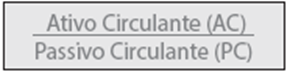 Ativo Circulante (AC)
Passivo Circulante (PC)